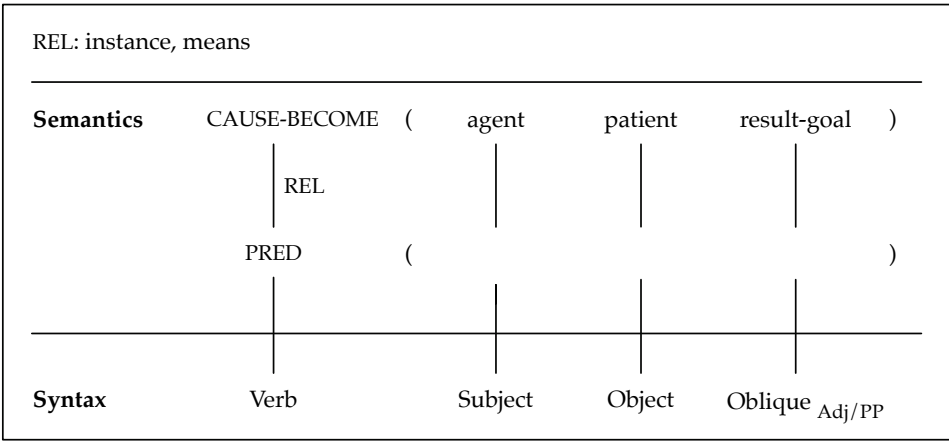 REL: instance, means
Semantics CAUSE-BECOME ( agent patient result-goal )
REL
PRED ( )
Syntax Verb Subject Object Oblique Adj/PP